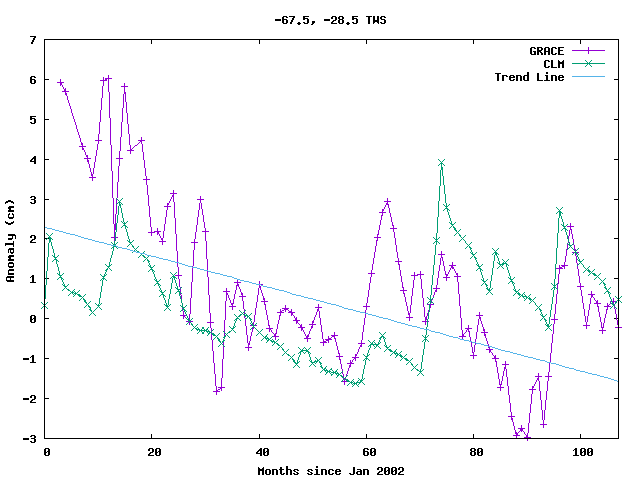 -67.5, -28.5 TWS
GRACE
CLM
Trend Line
Anomaly (cm)
7
6
5
4
3
2
1
0
-1
-2
-3
0 20 40 60 80 100
Months since Jan 2002